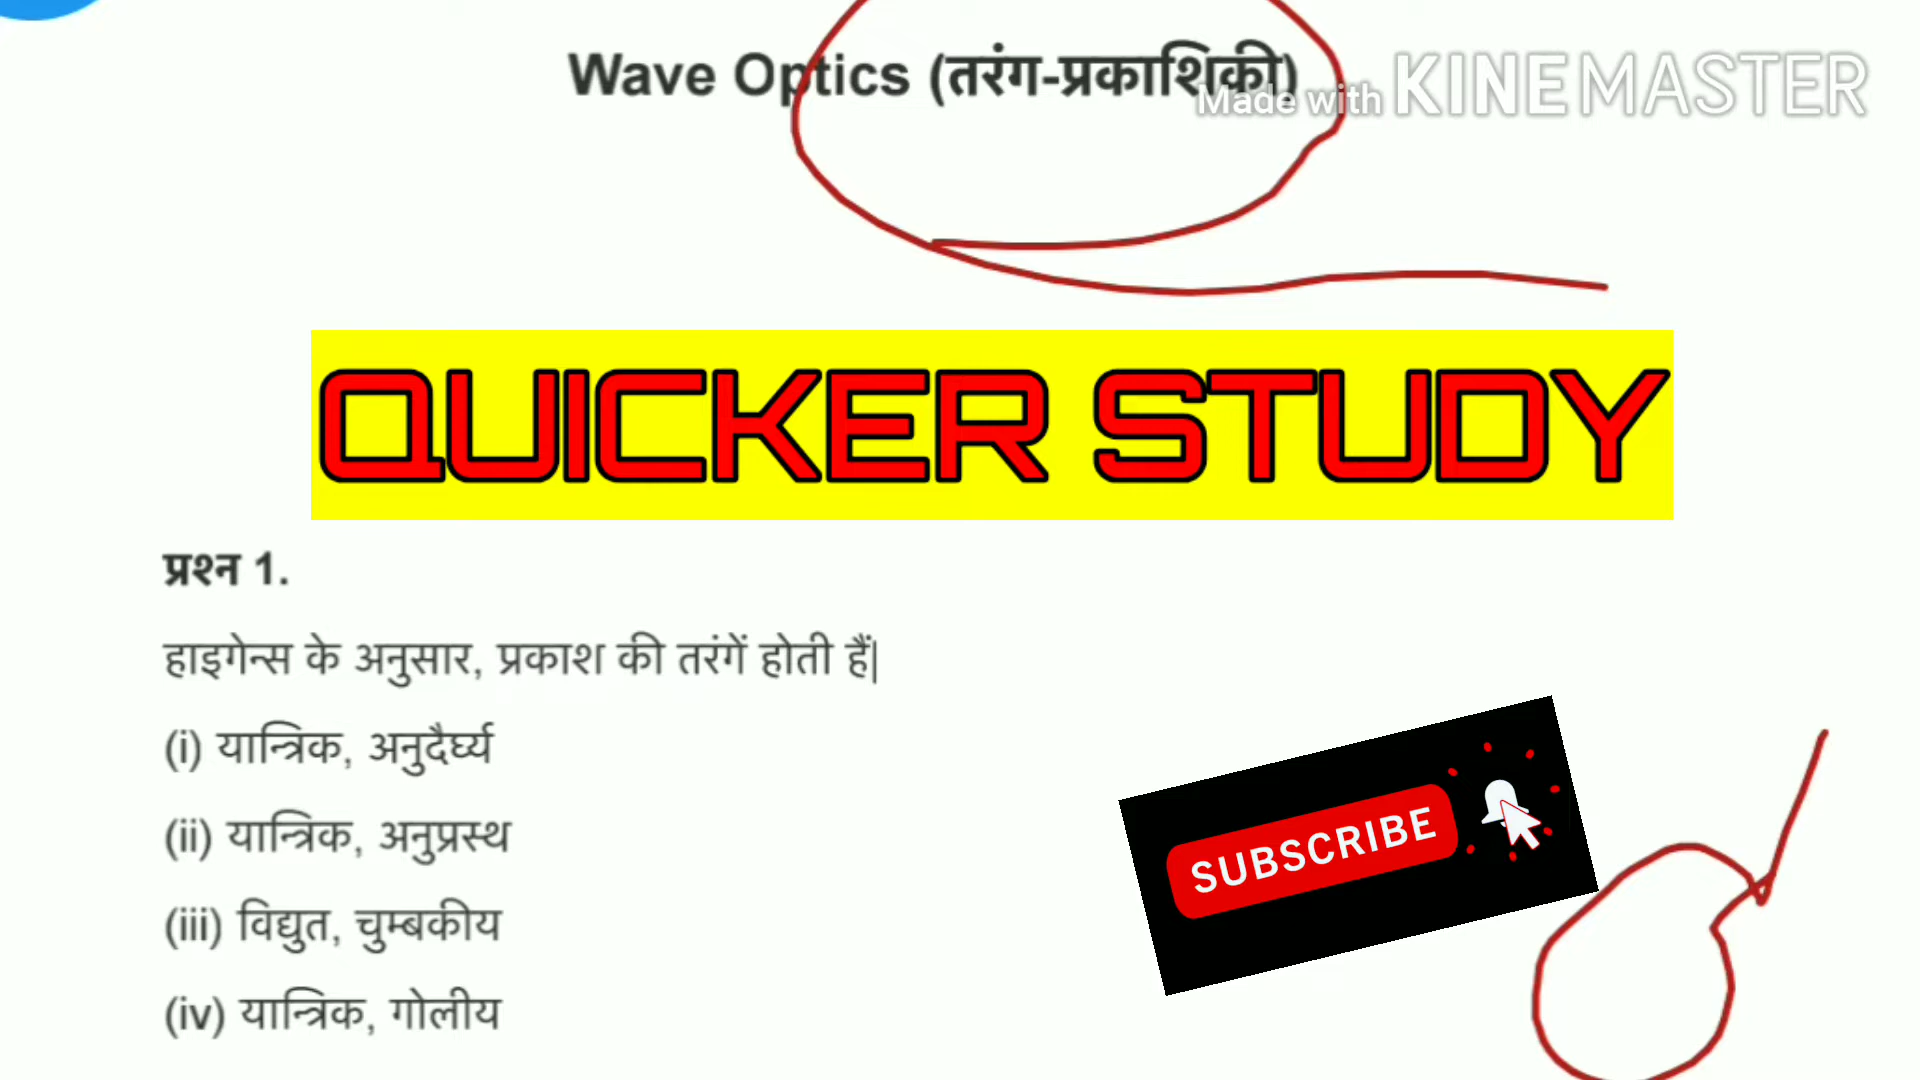 Wave Optics (तरंग-प्रकाशिकी)
Made with KINEMASTER
QUICKER STUDY
प्रश्न 1.
हाइगेन्स के अनुसार, प्रकाश की तरंगें होती हैं|
(i) यान्त्रिक, अनुदैर्घ्य
(ii) यान्त्रिक, अनुप्रस्थ
SUBSCRIBE
(iii) विद्युत, चुम्बकीय
(iv) यान्त्रिक, गोलीय